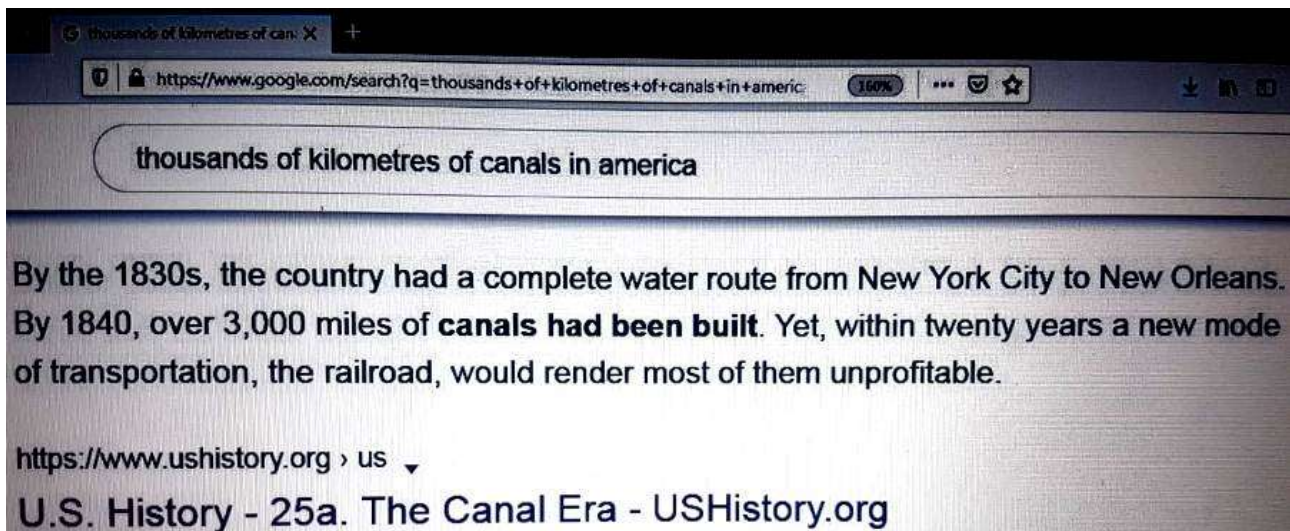 thousands of kilometres of can
https://www.google.com/search?q=thousands+of+kilometres+of+canals+in+americ
160%
thousands of kilometres of canals in america
By the 1830s, the country had a complete water route from New York City to New Orleans.
By 1840, over 3,000 miles of canals had been built. Yet, within twenty years a new mode
of transportation, the railroad, would render most of them unprofitable.
https://www.ushistory.org › us
U.S. History - 25a. The Canal Era - USHistory.org